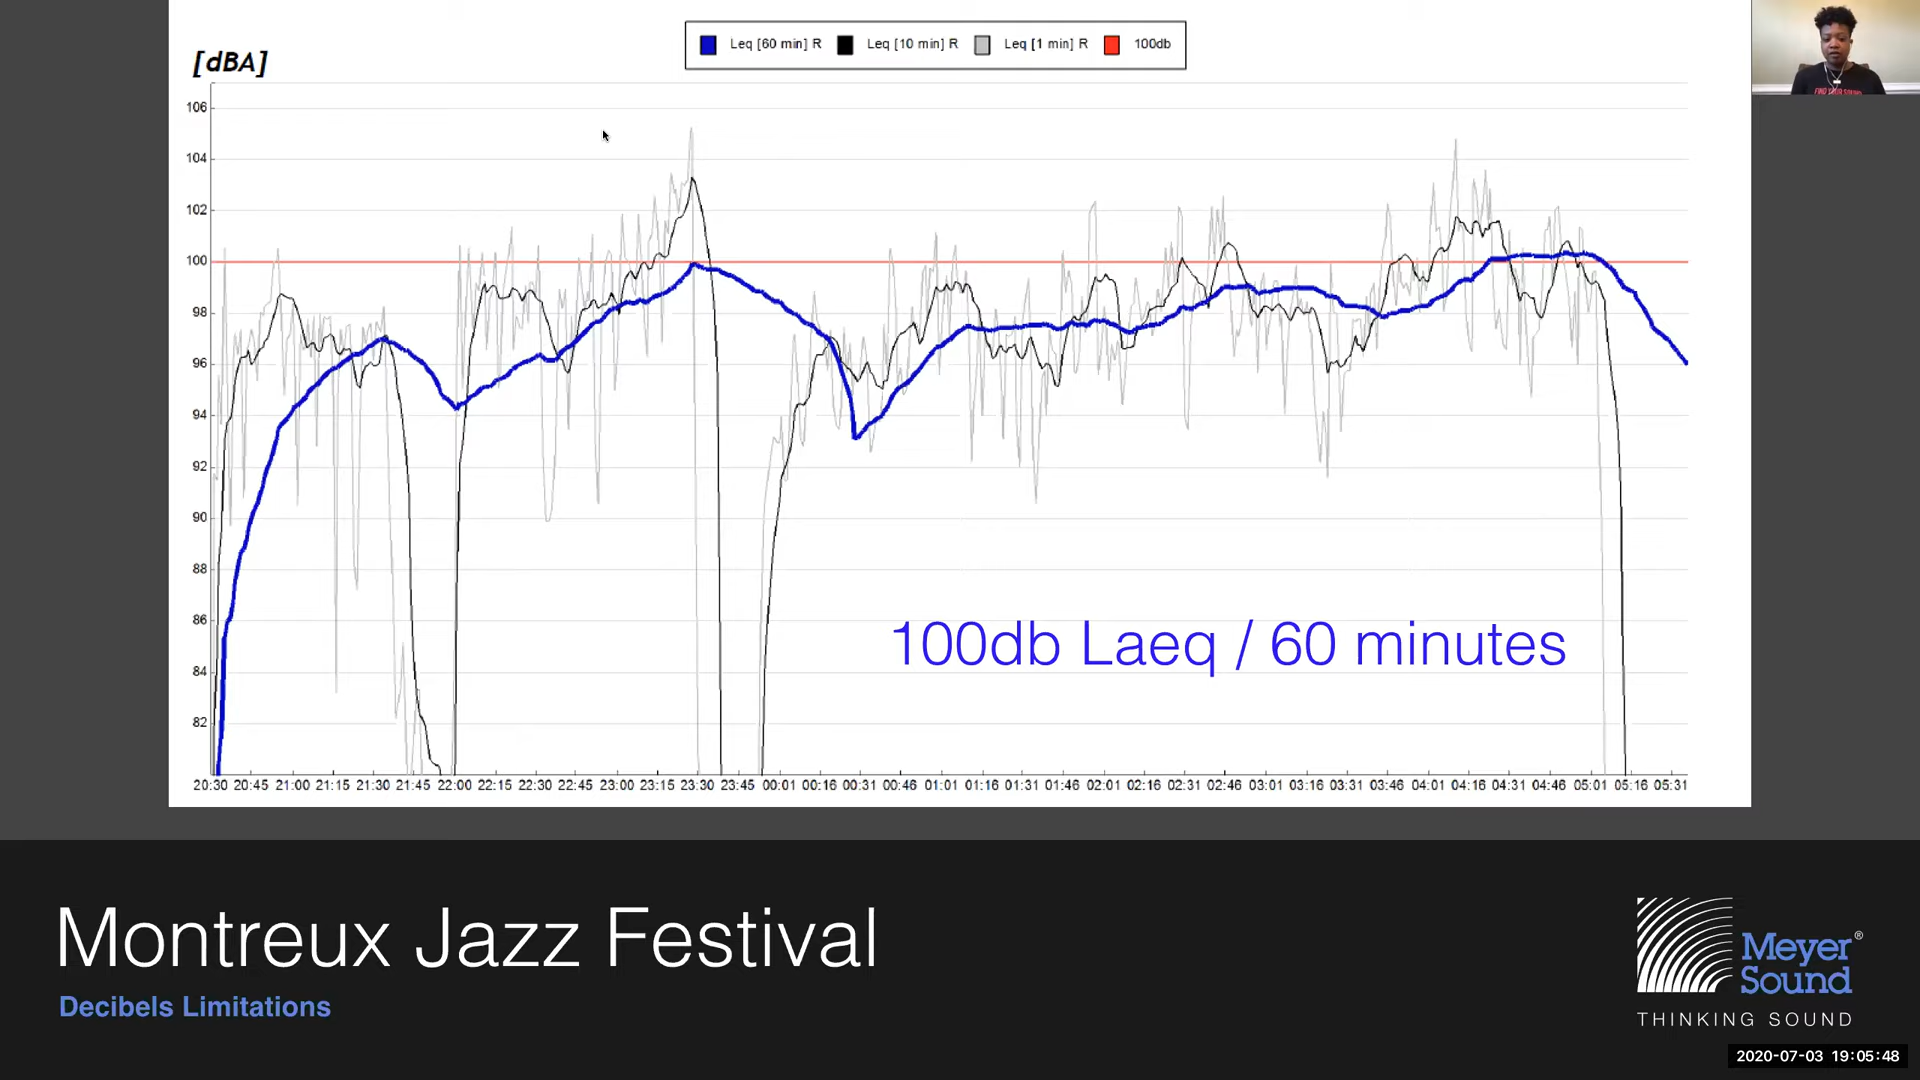 Leq [60 min] R Leq [10 min] R Leq [1 min] R 100db
[dBA]
106
104
102
100
98
96
94
92
90
88
86
84
82
100db Laeq / 60 minutes
20:30 20:45 21:00 21:15 21:30 21:45 22:00 22:15 22:30 22:45 23:00 23:15 23:30 23:45 00:01 00:16 00:31 00:46 01:01 01:16 01:31 01:46 02:01 02:16 02:31 02:46 03:01 03:16 03:31 03:46 04:01 04:16 04:31 04:46 05:01 05:16 05:31
Montreux Jazz Festival
Decibels Limitations
Meyer®
Sound
THINKING SOUND
2020-07-03 19:05:48